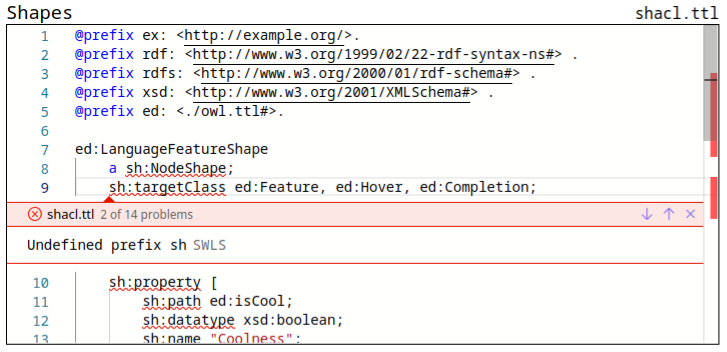 Shapes
shacl.ttl
1 @prefix ex: <http://example.org/>.
2 @prefix rdf: <http://www.w3.org/1999/02/22-rdf-syntax-ns#> .
3 @prefix rdfs: <http://www.w3.org/2000/01/rdf-schema#> .
4 @prefix xsd: <http://www.w3.org/2001/XMLSchema#> .
5 @prefix ed: <./owl.ttl#>.
6
7 ed:LanguageFeatureShape
8     a sh:NodeShape;
9     sh:targetClass ed:Feature, ed:Hover, ed:Completion;
shacl.ttl 2 of 14 problems
Undefined prefix sh SWLS
10     sh:property [
11         sh:path ed:isCool;
12         sh:datatype xsd:boolean;
13         sh:name "Coolness";